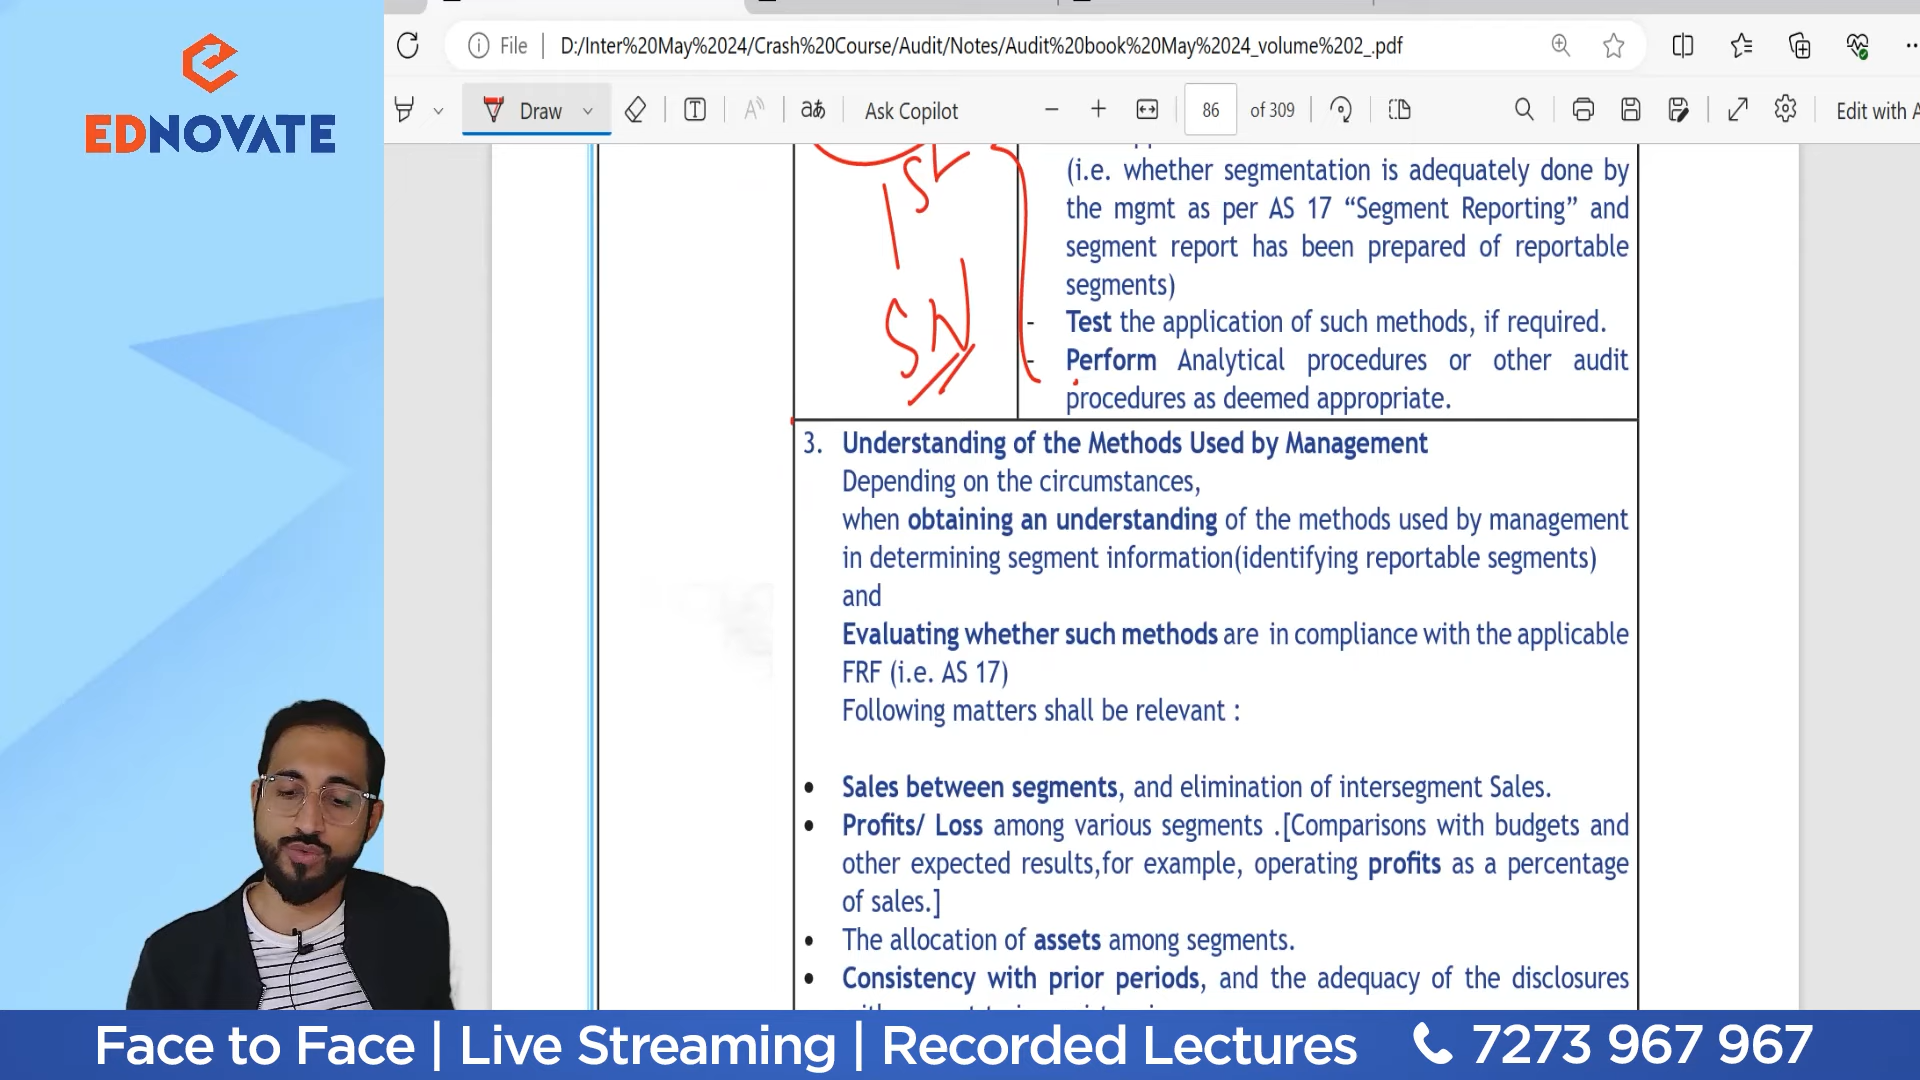 File
D:/Inter%20May%2024/Crash%20Course/Audit/Notes/Audit%20book%20May%2024_volume%202_.pdf
EDNOVATE
Draw
Ask Copilot
86
of 309
Edit with A
(i.e. whether segmentation is adequately done by
the mgmt as per AS 17 “Segment Reporting” and
segment report has been prepared of reportable
segments)
- Test the application of such methods, if required.
- Perform Analytical procedures or other audit
procedures as deemed appropriate.
3. Understanding of the Methods Used by Management
Depending on the circumstances,
when obtaining an understanding of the methods used by management
in determining segment information(identifying reportable segments)
and
Evaluating whether such methods are in compliance with the applicable
FRF (i.e. AS 17)
Following matters shall be relevant :
• Sales between segments, and elimination of intersegment Sales.
• Profits/ Loss among various segments .[Comparisons with budgets and
other expected results,for example, operating profits as a percentage
of sales.]
• The allocation of assets among segments.
• Consistency with prior periods, and the adequacy of the disclosures
Face to Face | Live Streaming | Recorded Lectures 7273 967 967